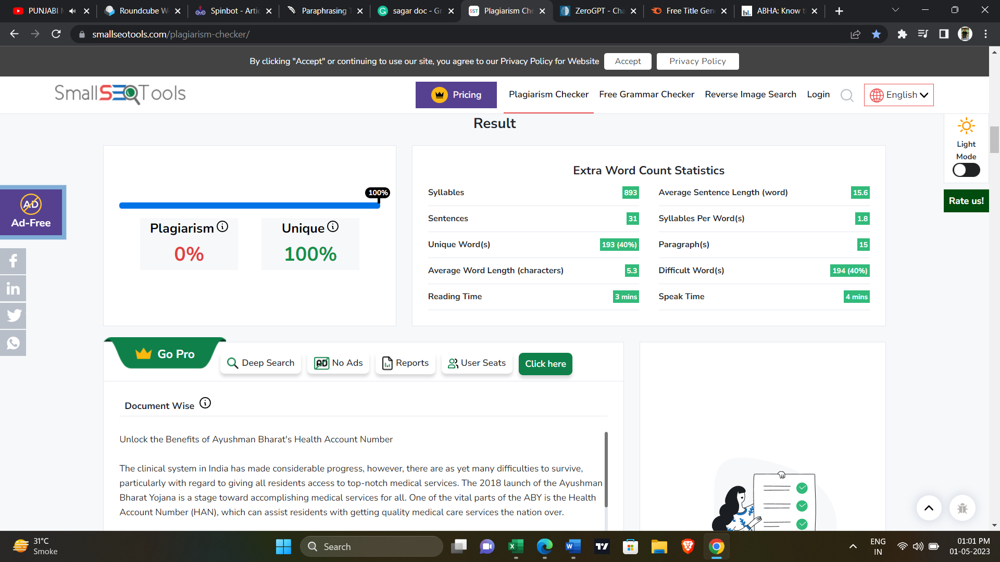 PUNJABI
Roundcube W
Spinbot - Artic
Paraphrasing T
sagar doc - Gr
SST Plagiarism Che
ZeroGPT - Cha
Free Title Gen
bl. ABHA: Know t
smallseotools.com/plagiarism-checker/
By clicking "Accept" or continuing to use our site, you agree to our Privacy Policy for Website Accept Privacy Policy
SmallSEOTools
Pricing Plagiarism Checker Free Grammar Checker Reverse Image Search Login English
Result
Light
Mode
Rate us!
AD
Ad-Free
100%
Plagiarism
0%
Unique
100%
Extra Word Count Statistics
Syllables 893
Average Sentence Length (word) 15.6
Sentences 31
Syllables Per Word(s) 1.8
Unique Word(s) 193 (40%)
Paragraph(s) 15
Average Word Length (characters) 5.3
Difficult Word(s) 194 (40%)
Reading Time 3 mins
Speak Time 4 mins
Go Pro
Deep Search
AD No Ads
Reports
User Seats
Click here
Document Wise
Unlock the Benefits of Ayushman Bharat's Health Account Number
The clinical system in India has made considerable progress, however, there are as yet many difficulties to survive,
particularly with regard to giving all residents access to top-notch medical services. The 2018 launch of the Ayushman
Bharat Yojana is a stage toward accomplishing medical services for all. One of the vital parts of the ABY is the Health
Account Number (HAN), which can assist residents with getting quality medical care services the nation over.
31°C
Smoke
Search
ENG
IN
01:01 PM
01-05-2023